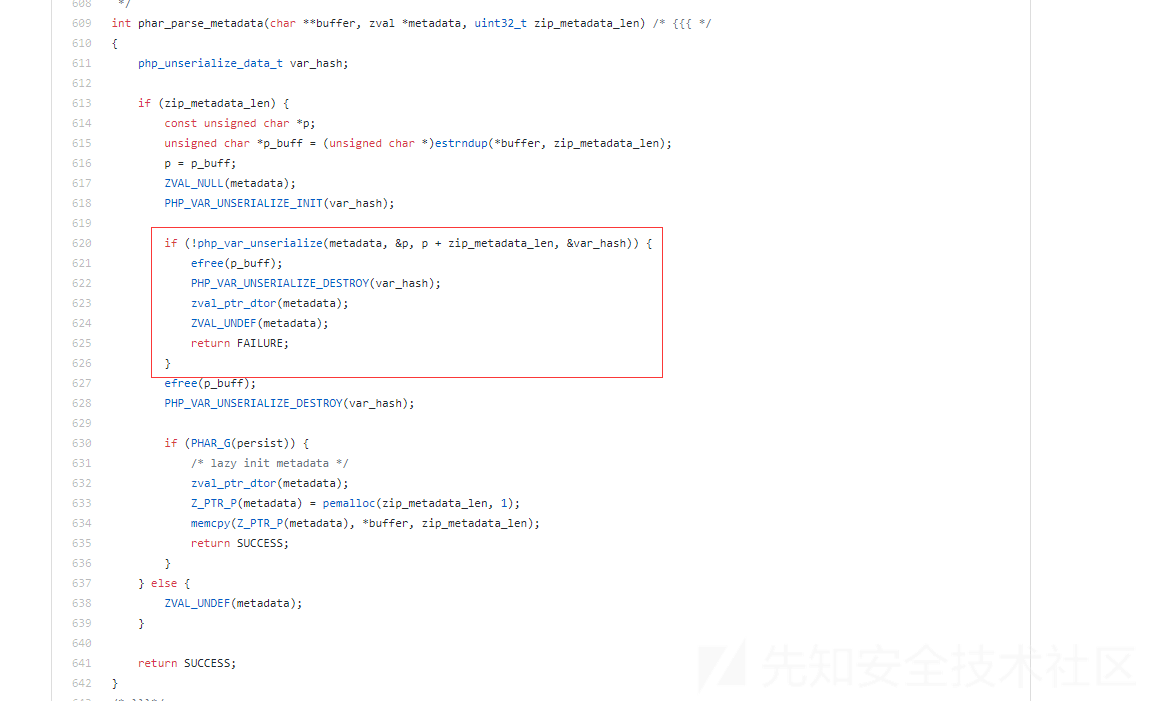 608  */
609 int phar_parse_metadata(char **buffer, zval *metadata, uint32_t zip_metadata_len) /* {{{ */
610 {
611     php_unserialize_data_t var_hash;
612
613     if (zip_metadata_len) {
614         const unsigned char *p;
615         unsigned char *p_buff = (unsigned char *)estrndup(*buffer, zip_metadata_len);
616         p = p_buff;
617         ZVAL_NULL(metadata);
618         PHP_VAR_UNSERIALIZE_INIT(var_hash);
619
620         if (!php_var_unserialize(metadata, &p, p + zip_metadata_len, &var_hash)) {
621             efree(p_buff);
622             PHP_VAR_UNSERIALIZE_DESTROY(var_hash);
623             zval_ptr_dtor(metadata);
624             ZVAL_UNDEF(metadata);
625             return FAILURE;
626         }
627         efree(p_buff);
628         PHP_VAR_UNSERIALIZE_DESTROY(var_hash);
629
630         if (PHAR_G(persist)) {
631             /* lazy init metadata */
632             zval_ptr_dtor(metadata);
633             Z_PTR_P(metadata) = pemalloc(zip_metadata_len, 1);
634             memcpy(Z_PTR_P(metadata), *buffer, zip_metadata_len);
635             return SUCCESS;
636         }
637     } else {
638         ZVAL_UNDEF(metadata);
639     }
640
641     return SUCCESS;
642 }
先知安全技术社区